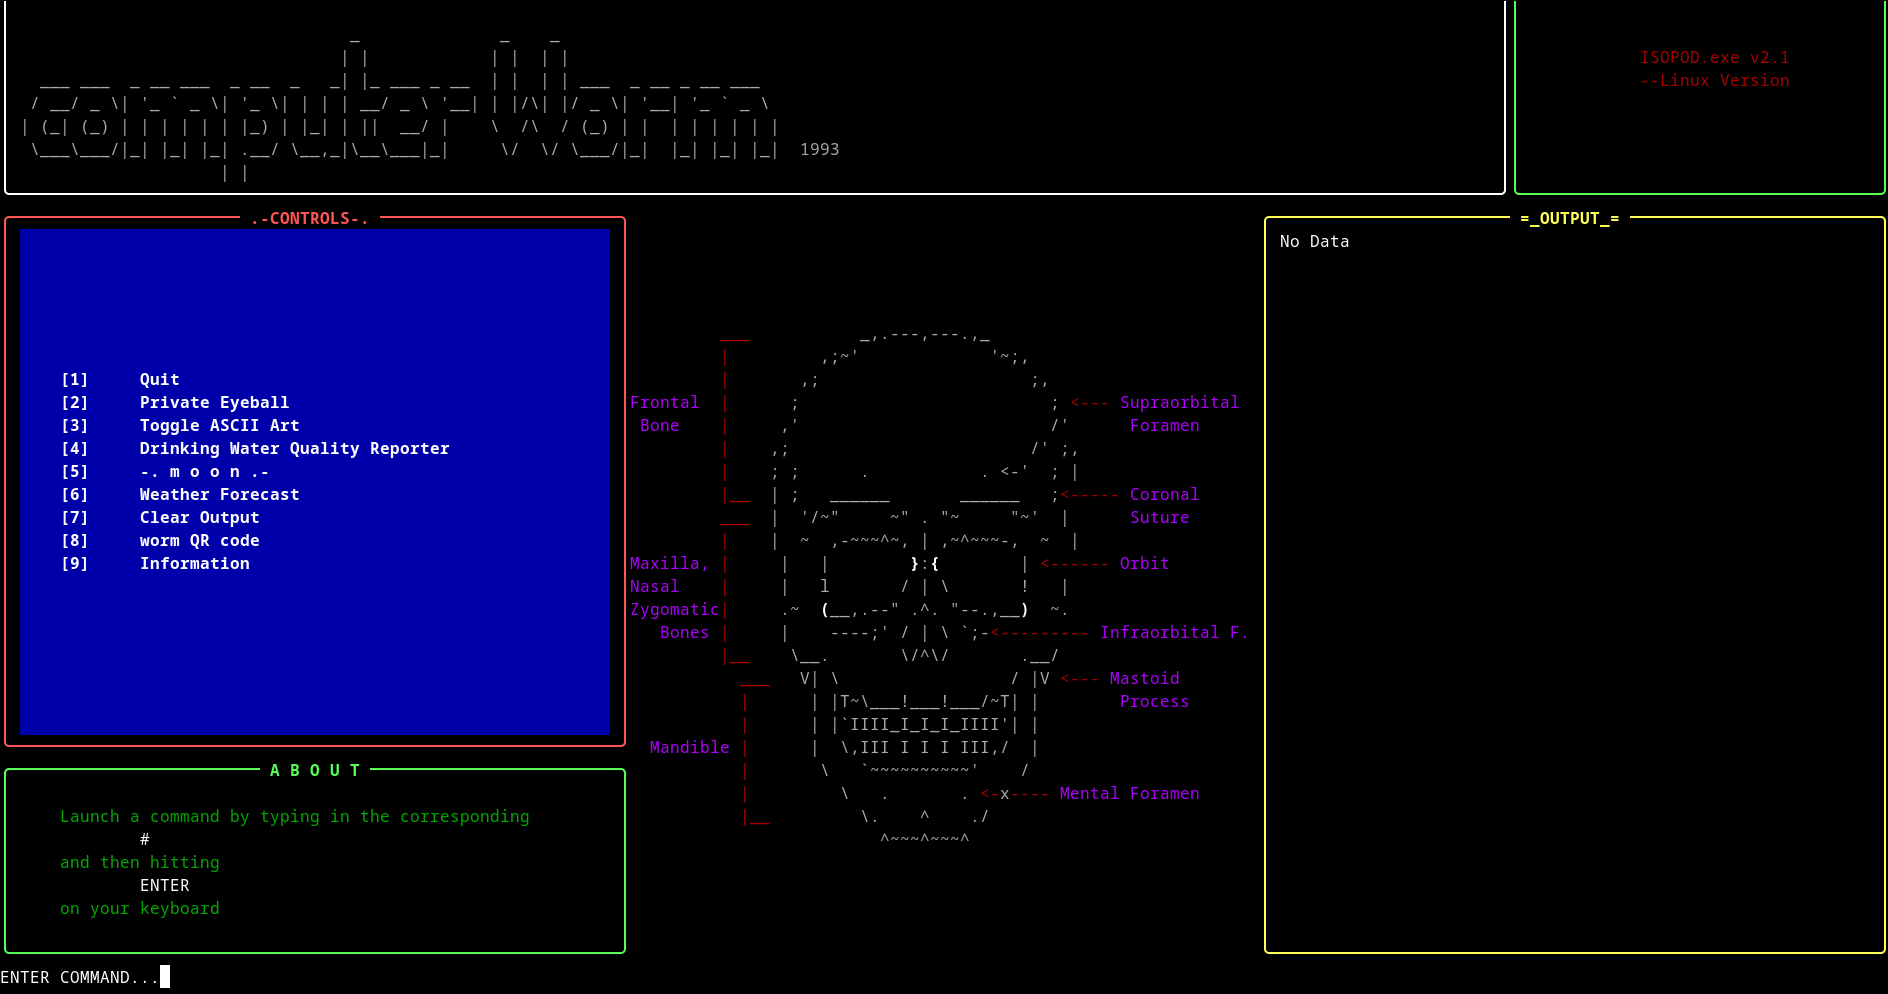 computer Worm 1993
ISOPOD.exe v2.1
--Linux Version
.-CONTROLS-.
[1] Quit
[2] Private Eyeball
[3] Toggle ASCII Art
[4] Drinking Water Quality Reporter
[5] -. m o o n .-
[6] Weather Forecast
[7] Clear Output
[8] worm QR code
[9] Information
A B O U T
Launch a command by typing in the corresponding
#
and then hitting
ENTER
on your keyboard
Frontal
Bone
Maxilla,
Nasal
Zygomatic
Bones
Mandible
<--- Supraorbital
Foramen
<----- Coronal
Suture
<------ Orbit
<--------- Infraorbital F.
<--- Mastoid
Process
<-x---- Mental Foramen
=_OUTPUT_=
No Data
ENTER COMMAND...